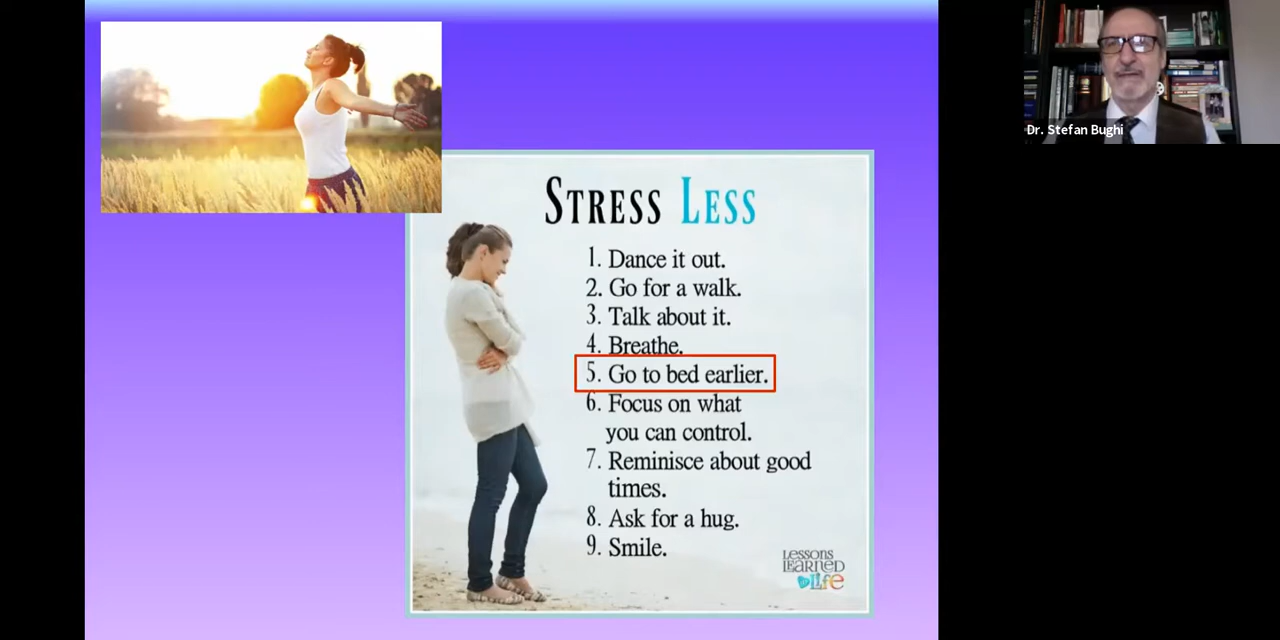 Dr. Stefan Bughi
STRESS LESS
1. Dance it out.
2. Go for a walk.
3. Talk about it.
4. Breathe.
5. Go to bed earlier.
6. Focus on what
you can control.
7. Reminisce about good
times.
8. Ask for a hug.
9. Smile.
LESSONS
LEARNED
IN LiFe